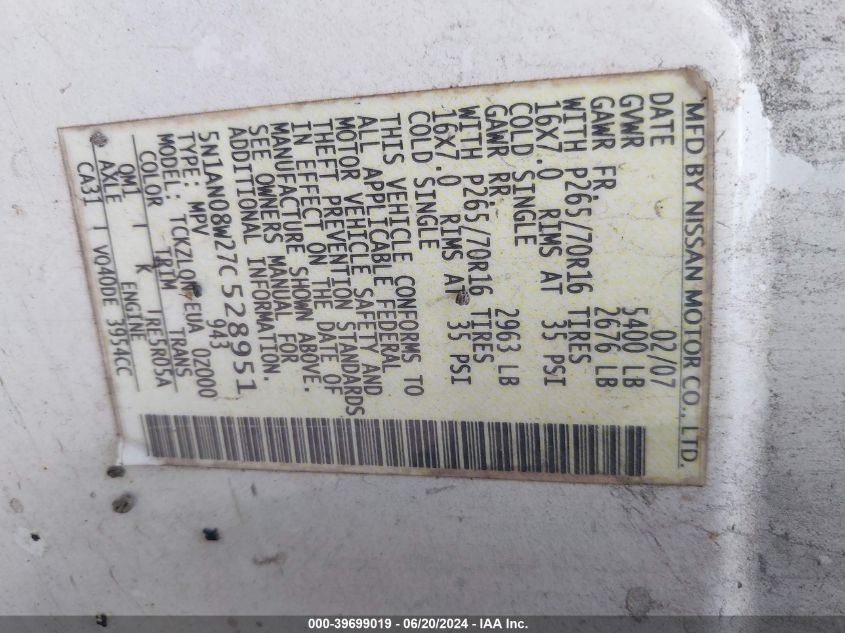 MFD BY NISSAN MOTOR CO., LTD.
DATE 02/07
GVWR 5400 LB
GAWR FR. 2676 LB
WITH P265/70R16 TIRES
16X7.0 RIMS AT 35 PSI
COLD SINGLE
GAWR RR. 2963 LB
WITH P265/70R16 TIRES
16X7.0 RIMS AT 35 PSI
COLD SINGLE
THIS VEHICLE CONFORMS TO
ALL APPLICABLE FEDERAL
MOTOR VEHICLE SAFETY AND
THEFT PREVENTION STANDARDS
IN EFFECT ON THE DATE OF
MANUFACTURE SHOWN ABOVE.
SEE OWNERS MANUAL FOR
ADDITIONAL INFORMATION.
5N1AN08W27C528951
TYPE: MPV 943
MODEL: TCKZLQN-EUA 02000
COLOR TRIM TRANS
QM1 K RE5R05A
AXLE ENGINE
CA31 VQ40DE 3954CC
000-39699019 - 06/20/2024 - IAA Inc.